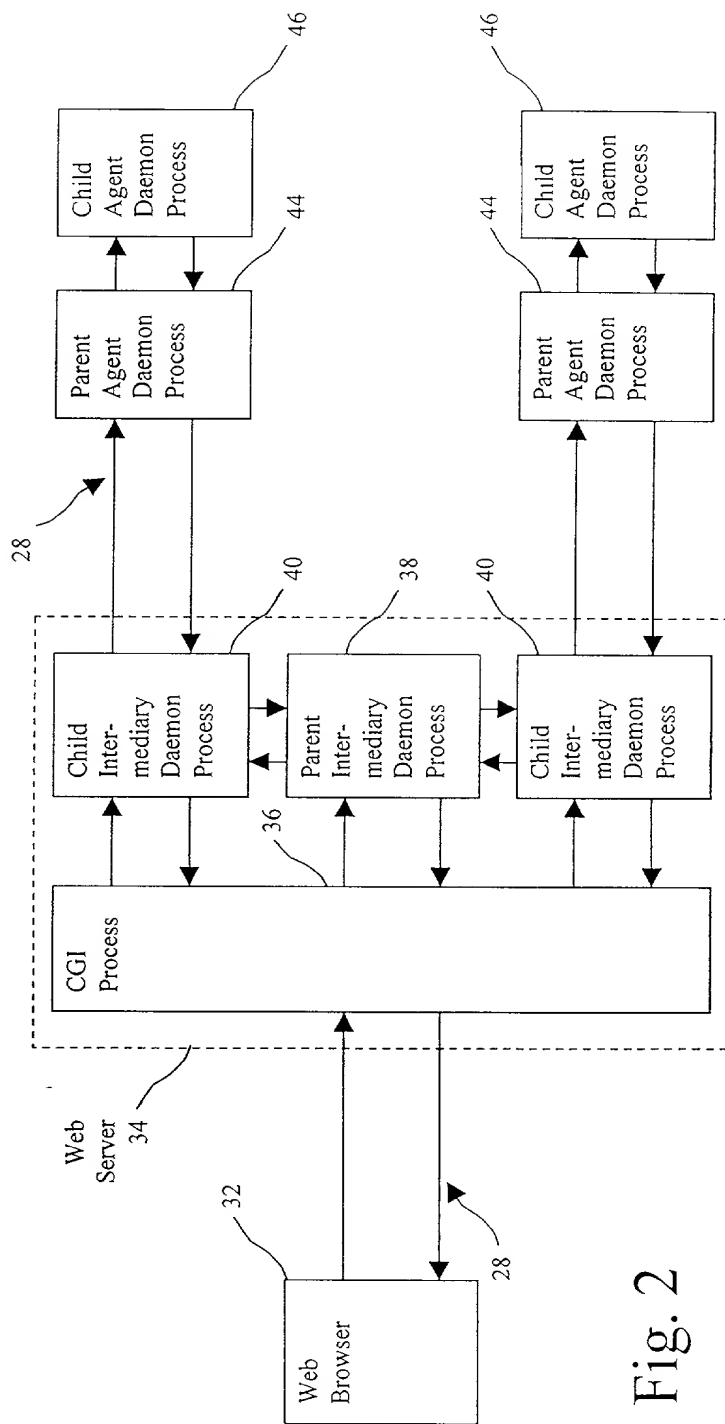 Web
Browser
32
28
Web
Server
34
CGI
Process
36
Child
Inter-
mediary
Daemon
Process
40
Parent
Inter-
mediary
Daemon
Process
38
Child
Inter-
mediary
Daemon
Process
40
28
Parent
Agent
Daemon
Process
44
Child
Agent
Daemon
Process
46
Parent
Agent
Daemon
Process
44
Child
Agent
Daemon
Process
46
Fig. 2